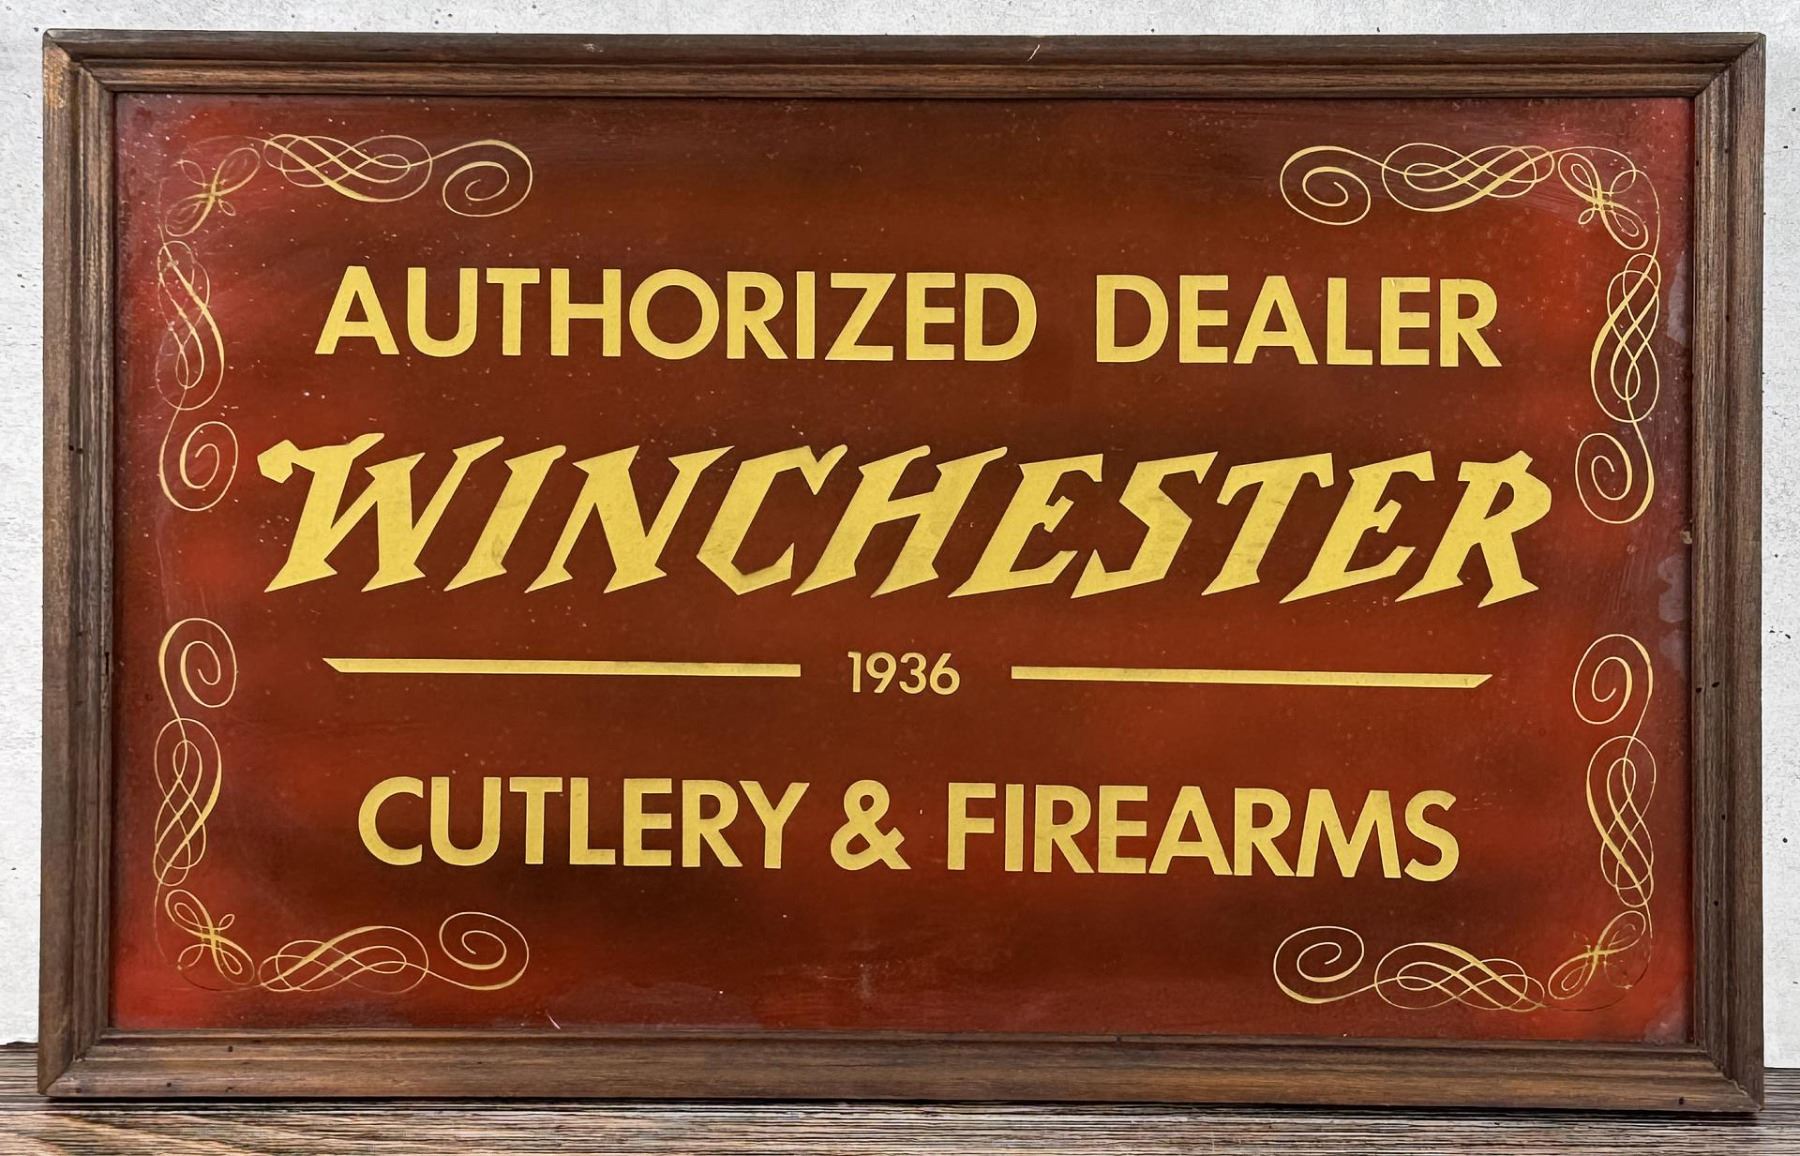 AUTHORIZED DEALER
WINCHESTER
1936
CUTLERY & FIREARMS